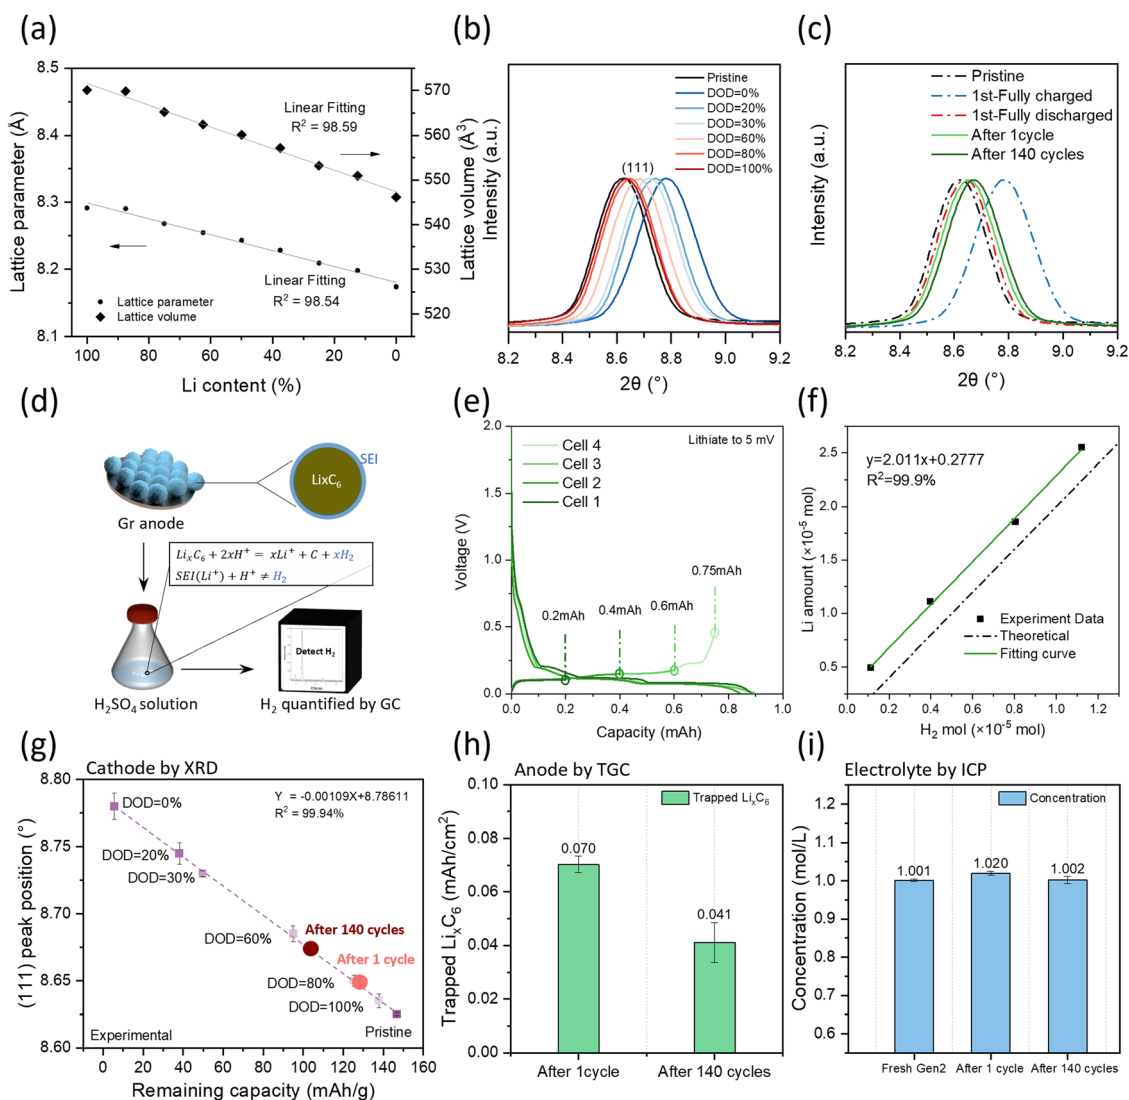 (a)
8.5
8.4
8.3
8.2
8.1
570
560
550
540
530
520
100
80
60
40
20
0
Lattice parameter (Å)
Lattice volume (Å³)
Li content (%)
Linear Fitting
R² = 98.59
Linear Fitting
R² = 98.54
Lattice parameter
Lattice volume
(b)
Pristine
DOD=0%
DOD=20%
DOD=30%
DOD=60%
DOD=80%
DOD=100%
(111)
Intensity (a.u.)
8.2
8.4
8.6
8.8
9.0
9.2
2θ (°)
(c)
Pristine
1st-Fully charged
1st-Fully discharged
After 1cycle
After 140 cycles
Intensity (a.u.)
8.2
8.4
8.6
8.8
9.0
9.2
2θ (°)
(d)
SEI
LixC₆
Gr anode
LiₓC₆ + 2xH⁺ = xLi⁺ + C + xH₂
SEI(Li⁺) + H⁺ ≠ H₂
Detect H₂
H₂SO₄ solution
H₂ quantified by GC
(e)
2.0
1.5
1.0
0.5
0.0
Voltage (V)
Cell 4
Cell 3
Cell 2
Cell 1
Lithiate to 5 mV
0.2mAh
0.4mAh
0.6mAh
0.75mAh
0.0
0.2
0.4
0.6
0.8
1.0
Capacity (mAh)
(f)
y=2.011x+0.2777
R²=99.9%
2.5
2.0
1.5
1.0
0.5
Li amount (×10⁻⁵ mol)
Experiment Data
Theoretical
Fitting curve
0.0
0.3
0.6
0.9
1.2
H₂ mol (×10⁻⁵ mol)
(g)
Cathode by XRD
8.80
8.75
8.70
8.65
8.60
(111) peak position (°)
Y = -0.00109X+8.78611
R² = 99.94%
DOD=0%
DOD=20%
DOD=30%
DOD=60%
After 140 cycles
After 1 cycle
DOD=80%
DOD=100%
Pristine
Experimental
0
20
40
60
80
100
120
140
160
Remaining capacity (mAh/g)
(h)
Anode by TGC
0.10
0.08
0.06
0.04
0.02
0.00
Trapped LiₓC₆ (mAh/cm²)
Trapped LiₓC₆
0.070
0.041
After 1cycle
After 140 cycles
(i)
Electrolyte by ICP
1.2
1.1
1.0
0.9
0.8
0.7
0.6
Concentration (mol/L)
Concentration
1.001
1.020
1.002
Fresh Gen2
After 1 cycle
After 140 cycles